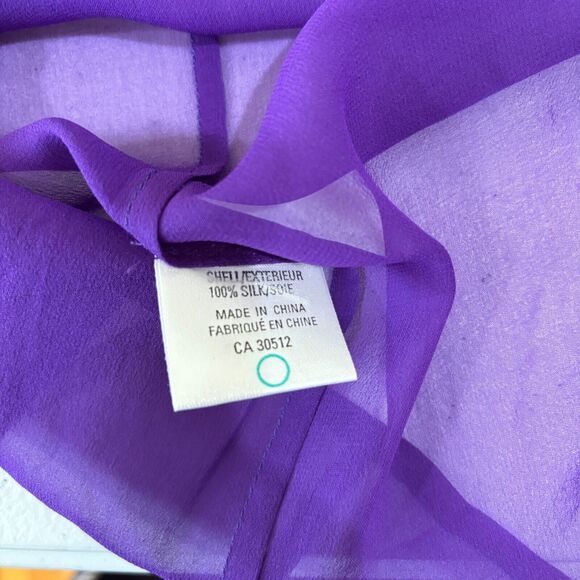 SHELL/EXTERIEUR
100% SILK/SOIE
MADE IN CHINA
FABRIQUÉ EN CHINE
CA 30512